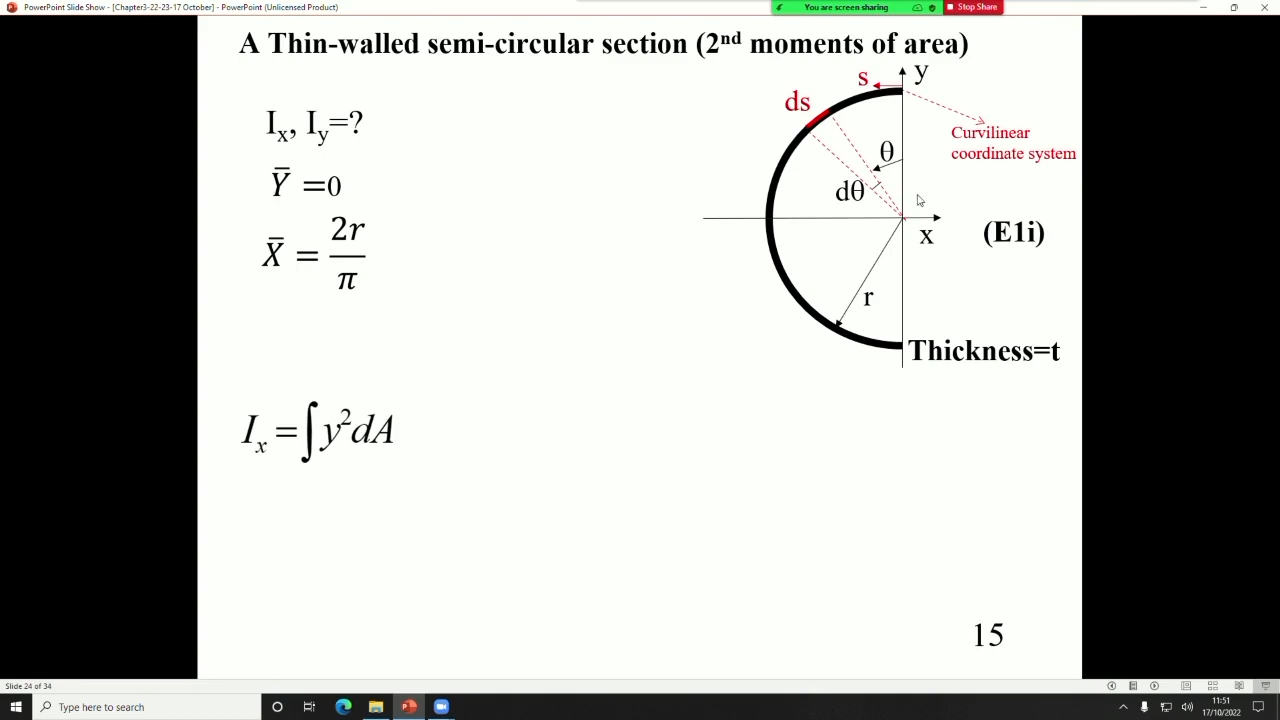 PowerPoint Slide Show - [Chapter3-22-23-17 October] - PowerPoint (Unlicensed Product)
You are screen sharing
Stop Share
A Thin-walled semi-circular section (2nd moments of area)
Ix, Iy=?
Ȳ =0
X̄ = 2r/π
s
y
ds
Curvilinear
coordinate system
θ
dθ
x
(E1i)
r
Thickness=t
Ix = ∫ y²dA
15
Slide 24 of 34
Type here to search
11:51
17/10/2022